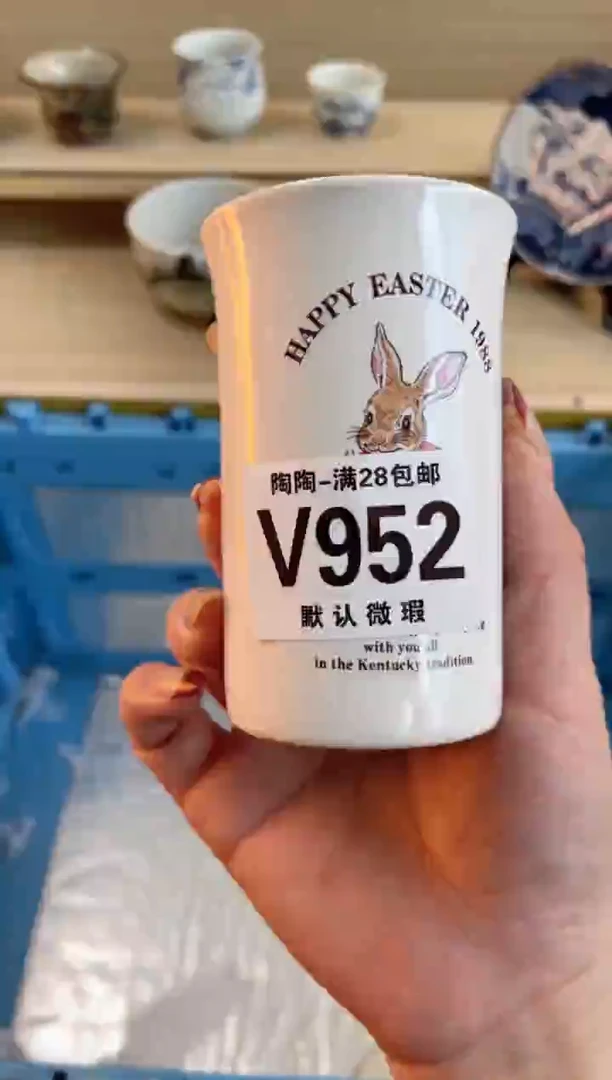 HAPPY EASTER 1988
陶陶-满28包邮
V952
默认微瑕
with you all
in the Kentucky tradition